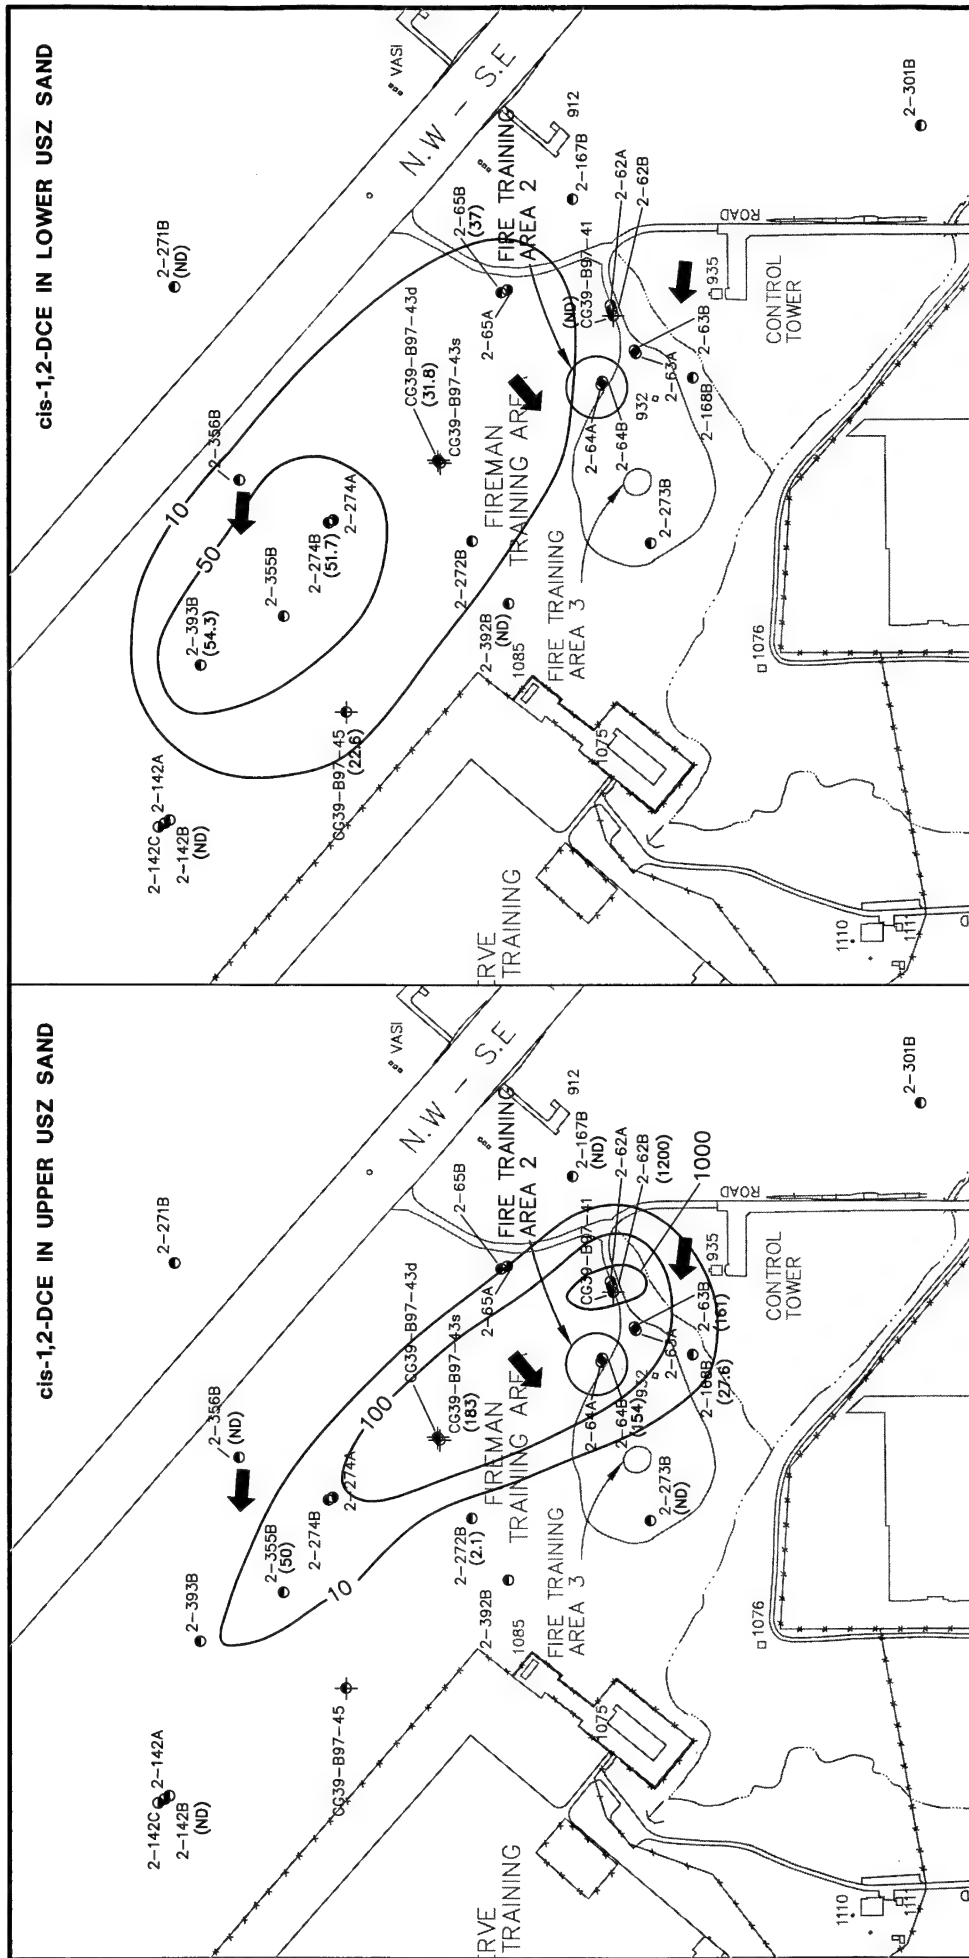 cis-1,2-DCE IN UPPER USZ SAND
2-142C
2-142A
2-142B
(ND)
2-393B
2-356B
(ND)
2-271B
2-355B
(50)
2-274B
2-274A
10
100
CG39-B97-45
CG39-B97-43d
CG39-B97-43s
(183)
2-65A
2-65B
N.W - S.E
VASI
912
2-272B
(2.1)
2-392B
1085
FIREMAN
TRAINING ARE
FIRE TRAINING
AREA 2
FIRE TRAINING
AREA 3
2-167B
(ND)
CG39-B97-41
2-62A
2-62B
(1200)
1000
2-64A
2-64B
(154)
932
2-63A
2-63B
(161)
2-168B
(27.6)
2-273B
(ND)
935
ROAD
CONTROL
TOWER
2-301B
1075
1076
RVE
TRAINING
1110
1111
cis-1,2-DCE IN LOWER USZ SAND
2-142C
2-142A
2-142B
(ND)
2-393B
(54.3)
2-356B
2-271B
(ND)
2-355B
2-274B
(51.7)
2-274A
10
50
CG39-B97-45
(22.6)
CG39-B97-43d
(31.8)
CG39-B97-43s
2-65A
2-65B
(37)
N.W - S.E
VASI
912
2-272B
2-392B
(ND)
1085
FIREMAN
TRAINING ARE
FIRE TRAINING
AREA 2
FIRE TRAINING
AREA 3
2-167B
(ND)
CG39-B97-41
2-62A
2-62B
2-64A
2-64B
932
2-63A
2-63B
2-168B
2-273B
935
ROAD
CONTROL
TOWER
2-301B
1075
1076
RVE
TRAINING
1110
1111